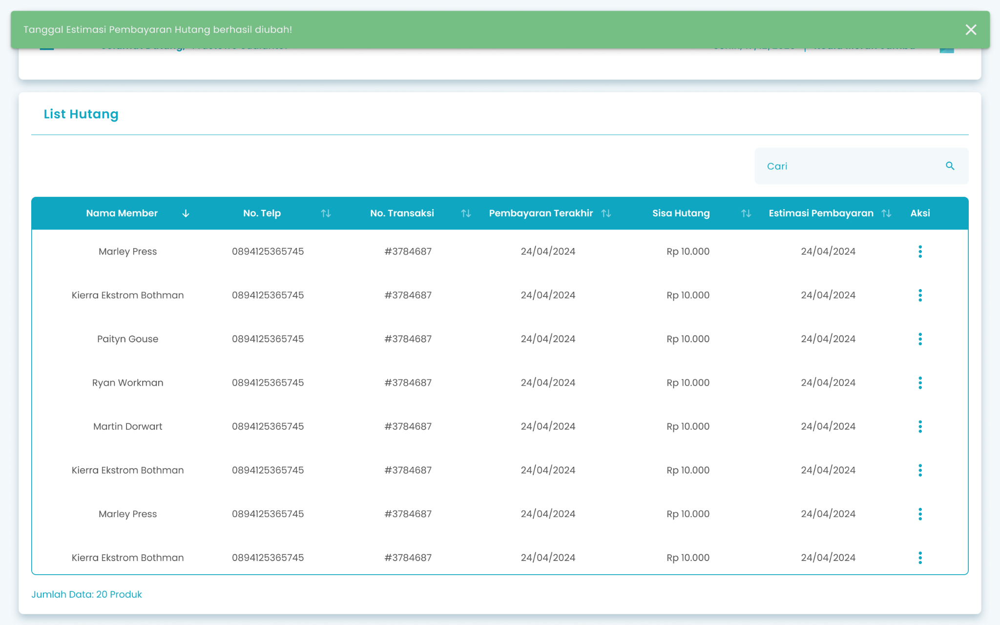 Tanggal Estimasi Pembayaran Hutang berhasil diubah!
List Hutang
Cari
Nama Member No. Telp No. Transaksi Pembayaran Terakhir Sisa Hutang Estimasi Pembayaran Aksi
Marley Press 0894125365745 #3784687 24/04/2024 Rp 10.000 24/04/2024
Kierra Ekstrom Bothman 0894125365745 #3784687 24/04/2024 Rp 10.000 24/04/2024
Paityn Gouse 0894125365745 #3784687 24/04/2024 Rp 10.000 24/04/2024
Ryan Workman 0894125365745 #3784687 24/04/2024 Rp 10.000 24/04/2024
Martin Dorwart 0894125365745 #3784687 24/04/2024 Rp 10.000 24/04/2024
Kierra Ekstrom Bothman 0894125365745 #3784687 24/04/2024 Rp 10.000 24/04/2024
Marley Press 0894125365745 #3784687 24/04/2024 Rp 10.000 24/04/2024
Kierra Ekstrom Bothman 0894125365745 #3784687 24/04/2024 Rp 10.000 24/04/2024
Jumlah Data: 20 Produk